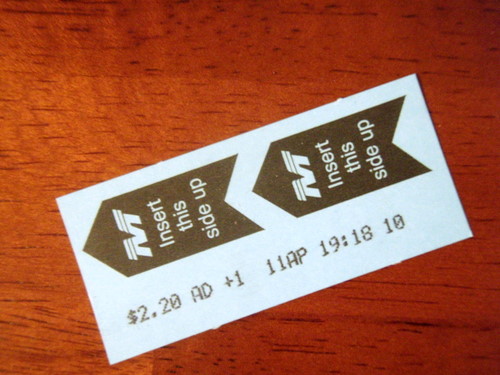 M
Insert
this
side up
M
Insert
this
side up
$2.20 AD +1 11AP 19:18 10